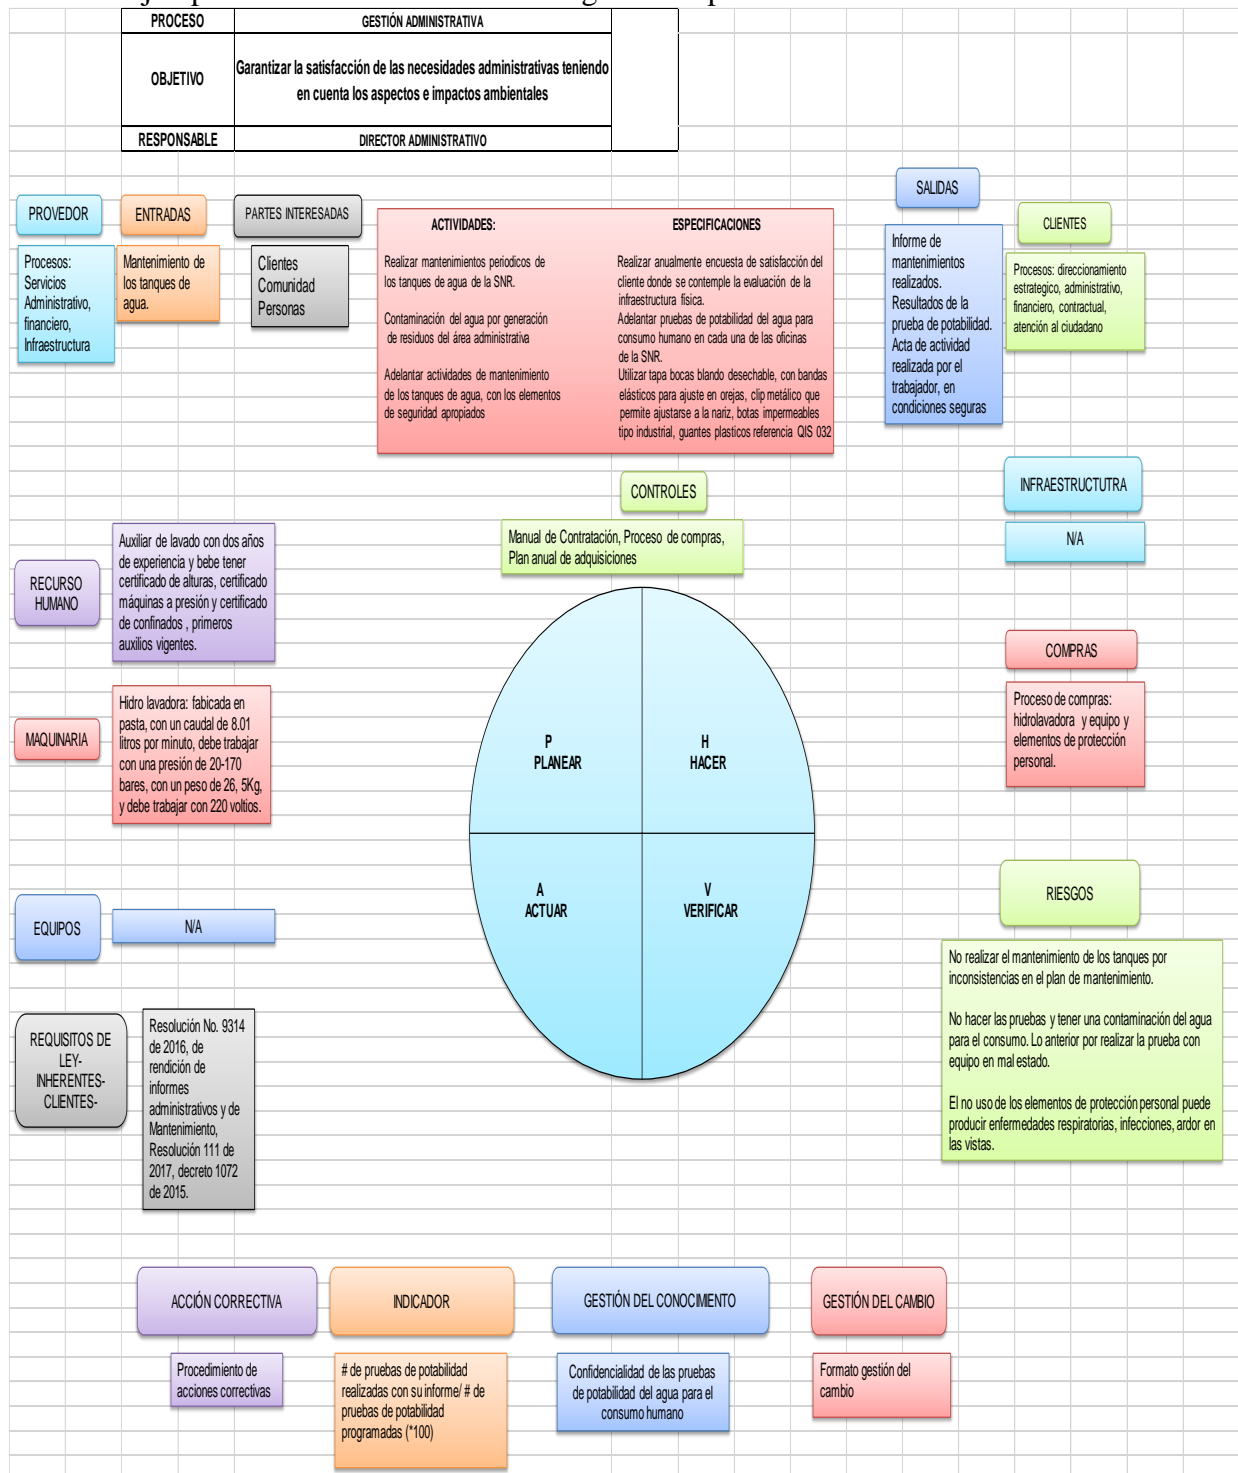 PROCESO
GESTIÓN ADMINISTRATIVA
OBJETIVO
Garantizar la satisfacción de las necesidades administrativas teniendo
en cuenta los aspectos e impactos ambientales
RESPONSABLE
DIRECTOR ADMINISTRATIVO
PROVEDOR
Procesos:
Servicios
Administrativo,
financiero,
Infraestructura
ENTRADAS
Mantenimiento de
los tanques de
agua.
PARTES INTERESADAS
Clientes
Comunidad
Personas
ACTIVIDADES:
Realizar mantenimientos periodicos de
los tanques de agua de la SNR.
Contaminación del agua por generación
de residuos del área administrativa
Adelantar actividades de mantenimiento
de los tanques de agua, con los elementos
de seguridad apropiados
ESPECIFICACIONES
Realizar anualmente encuesta de satisfacción del
cliente donde se contemple la evaluación de la
infraestructura física.
Adelantar pruebas de potabilidad del agua para
consumo humano en cada una de las oficinas
de la SNR.
Utilizar tapa bocas blando desechable, con bandas
elásticos para ajuste en orejas, clip metálico que
permite ajustarse a la nariz, botas impermeables
tipo industrial, guantes plasticos referencia QIS 032
SALIDAS
Informe de
mantenimientos
realizados.
Resultados de la
prueba de potabilidad.
Acta de actividad
realizada por el
trabajador, en
condiciones seguras
CLIENTES
Procesos: direccionamiento
estrategico, administrativo,
financiero, contractual,
atención al ciudadano
CONTROLES
Manual de Contratación, Proceso de compras,
Plan anual de adquisiciones
INFRAESTRUCTUTRA
N/A
RECURSO
HUMANO
Auxiliar de lavado con dos años
de experiencia y bebe tener
certificado de alturas, certificado
máquinas a presión y certificado
de confinados , primeros
auxilios vigentes.
COMPRAS
Proceso de compras:
hidrolavadora y equipo y
elementos de protección
personal.
MAQUINARIA
Hidro lavadora: fabicada en
pasta, con un caudal de 8.01
litros por minuto, debe trabajar
con una presión de 20-170
bares, con un peso de 26, 5Kg,
y debe trabajar con 220 voltios.
P
PLANEAR
H
HACER
A
ACTUAR
V
VERIFICAR
EQUIPOS
N/A
RIESGOS
No realizar el mantenimiento de los tanques por
inconsistencias en el plan de mantenimiento.
No hacer las pruebas y tener una contaminación del agua
para el consumo. Lo anterior por realizar la prueba con
equipo en mal estado.
El no uso de los elementos de protección personal puede
producir enfermedades respiratorias, infecciones, ardor en
las vistas.
REQUISITOS DE
LEY-
INHERENTES-
CLIENTES-
Resolución No. 9314
de 2016, de
rendición de
informes
administrativos y de
Mantenimiento,
Resolución 111 de
2017, decreto 1072
de 2015.
ACCIÓN CORRECTIVA
Procedimiento de
acciones correctivas
INDICADOR
# de pruebas de potabilidad
realizadas con su informe/ # de
pruebas de potabilidad
programadas (*100)
GESTIÓN DEL CONOCIMIENTO
Confidencialidad de las pruebas
de potabilidad del agua para el
consumo humano
GESTIÓN DEL CAMBIO
Formato gestión del
cambio